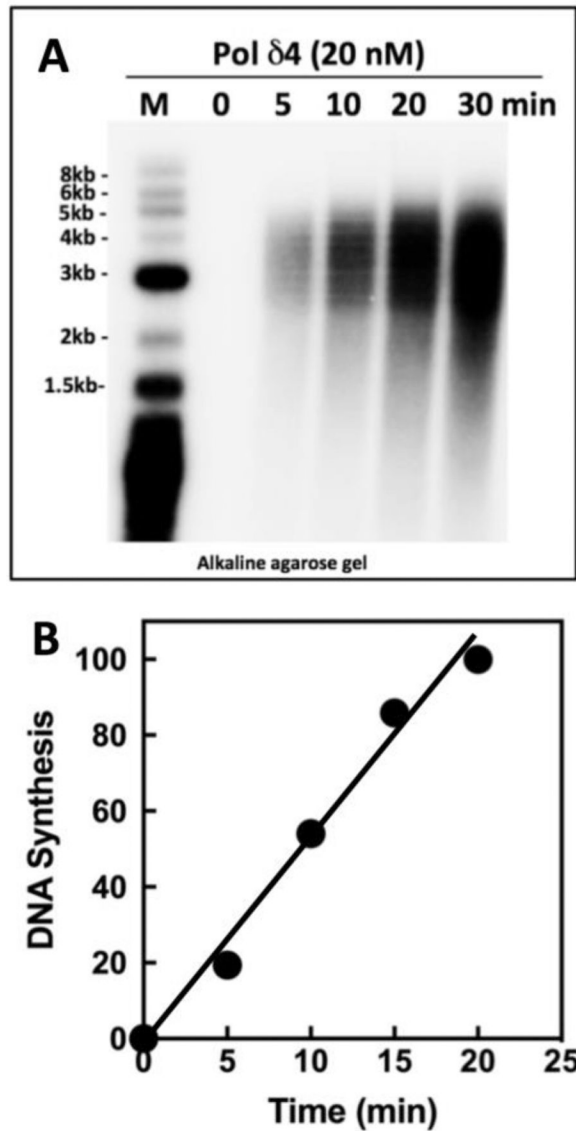 A
Pol δ4 (20 nM)
M 0 5 10 20 30 min
8kb -
6kb -
5kb -
4kb -
3kb -
2kb -
1.5kb-
Alkaline agarose gel
B
100
80
60
40
20
0
DNA Synthesis
0 5 10 15 20 25
Time (min)